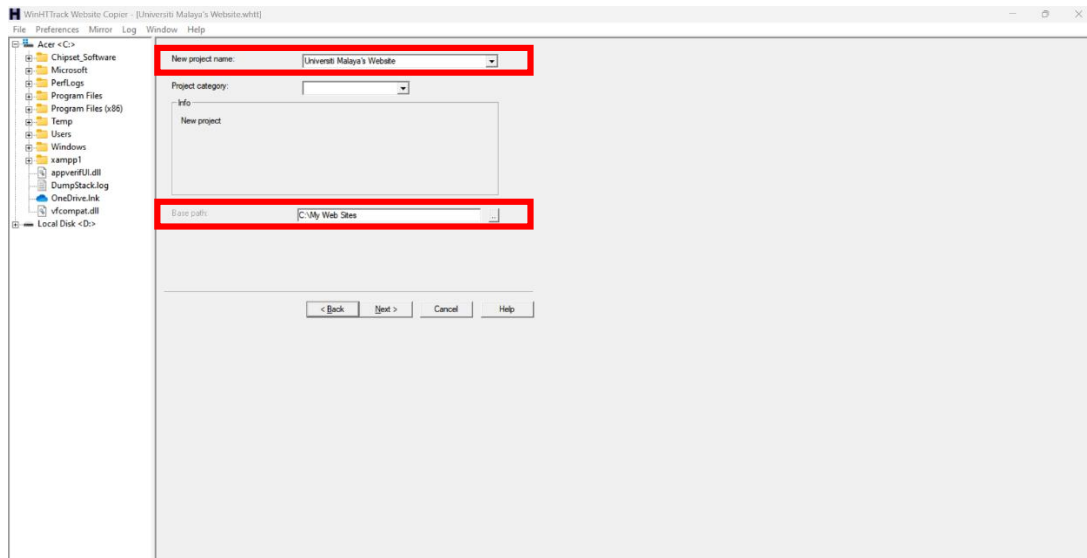 WinHTTrack Website Copier - [Universiti Malaya's Website.whtt]
File Preferences Mirror Log Window Help
Acer <C:>
Chipset_Software
Microsoft
PerfLogs
Program Files
Program Files (x86)
Temp
Users
Windows
xampp1
appverifUI.dll
DumpStack.log
OneDrive.lnk
vfcompat.dll
Local Disk <D:>
New project name: Universiti Malaya's Website
Project category:
Info
New project
Base path: C:\My Web Sites ..
< Back Next > Cancel Help